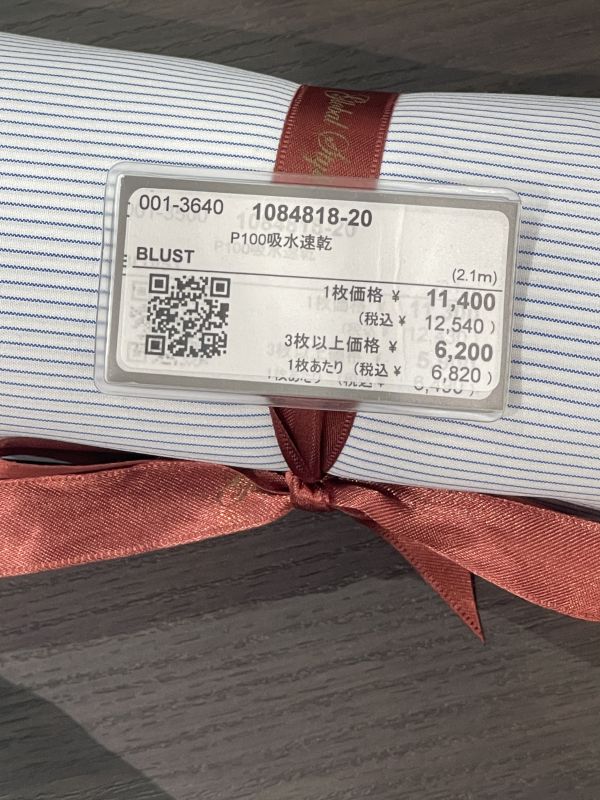 001-3640 1084818-20
P100吸水速乾
BLUST
(2.1m)
1枚価格 ¥ 11,400
(税込 ¥ 12,540 )
3枚以上価格 ¥ 6,200
1枚あたり (税込 ¥ 6,820 )